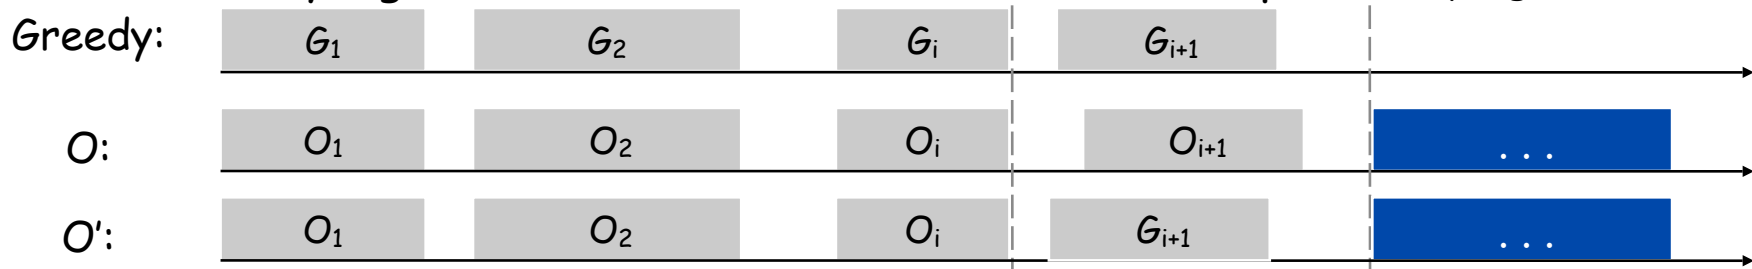 Greedy: G₁ G₂ Gᵢ Gᵢ₊₁
O: O₁ O₂ Oᵢ Oᵢ₊₁ . . .
O': O₁ O₂ Oᵢ Gᵢ₊₁ . . .